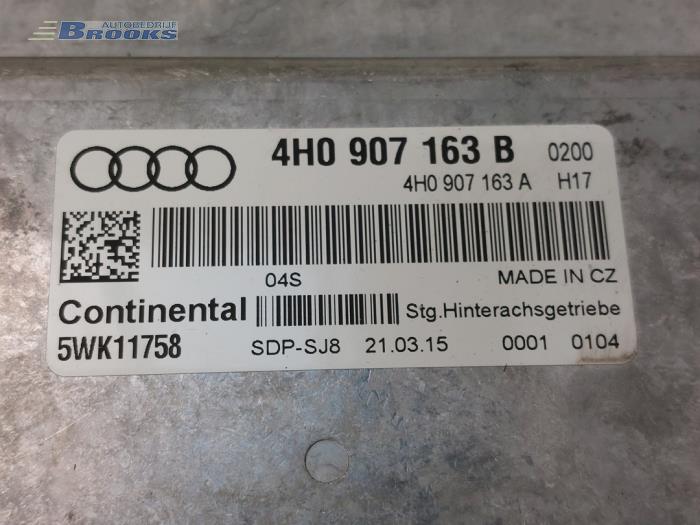 AUTOBEDRIJF
BROOKS
4H0 907 163 B 0200
4H0 907 163 A H17
04S MADE IN CZ
Continental Stg.Hinterachsgetriebe
5WK11758 SDP-SJ8 21.03.15 0001 0104